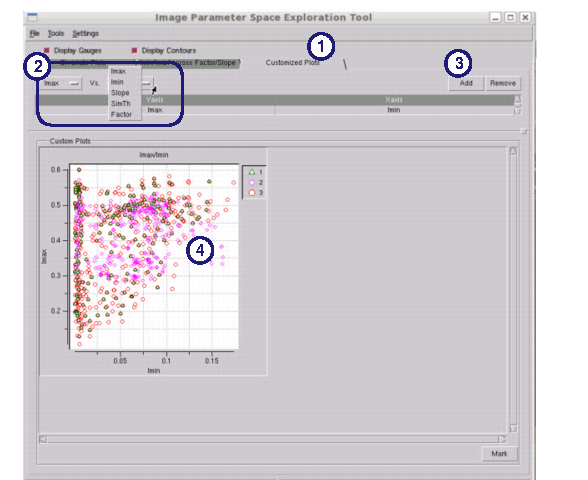 Image Parameter Space Exploration Tool
File Tools Settings
Display Gauges Display Contours
1
2 Across Factor/Slope Customized Plots
3
Imax Vs. Add Remove
Imax
Imin
Slope
SimTh
Factor
Yaxis Xaxis
Imax Imin
Custom Plots
Imax/Imin
1
2
3
0.6
0.5
0.4
0.3
0.2
Imax
4
0.05 0.1 0.15
Imin
Mark